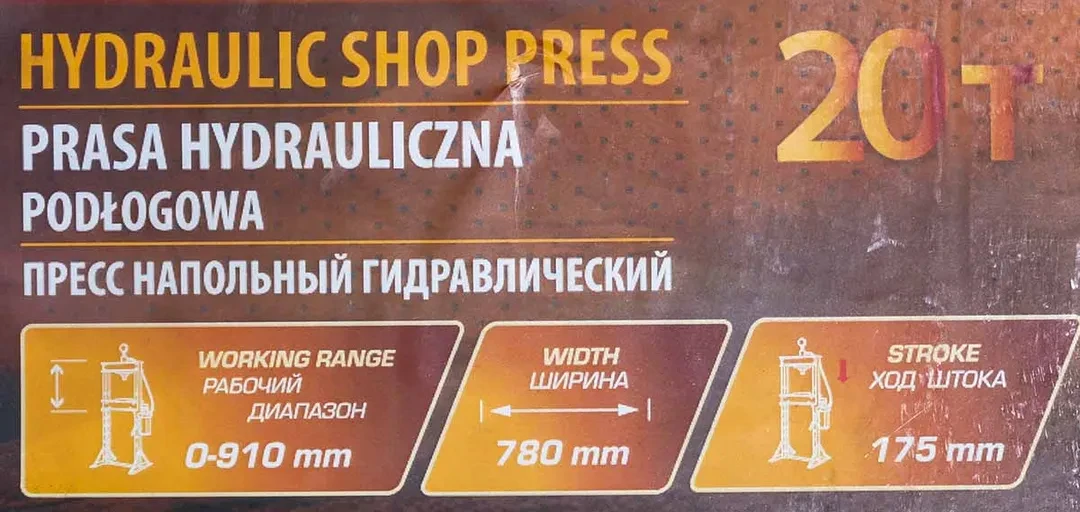 HYDRAULIC SHOP PRESS
20 т
PRASA HYDRAULICZNA
PODŁOGOWA
ПРЕСС НАПОЛЬНЫЙ ГИДРАВЛИЧЕСКИЙ
WORKING RANGE
РАБОЧИЙ
ДИАПАЗОН
0-910 mm
WIDTH
ШИРИНА
780 mm
STROKE
ХОД ШТОКА
175 mm